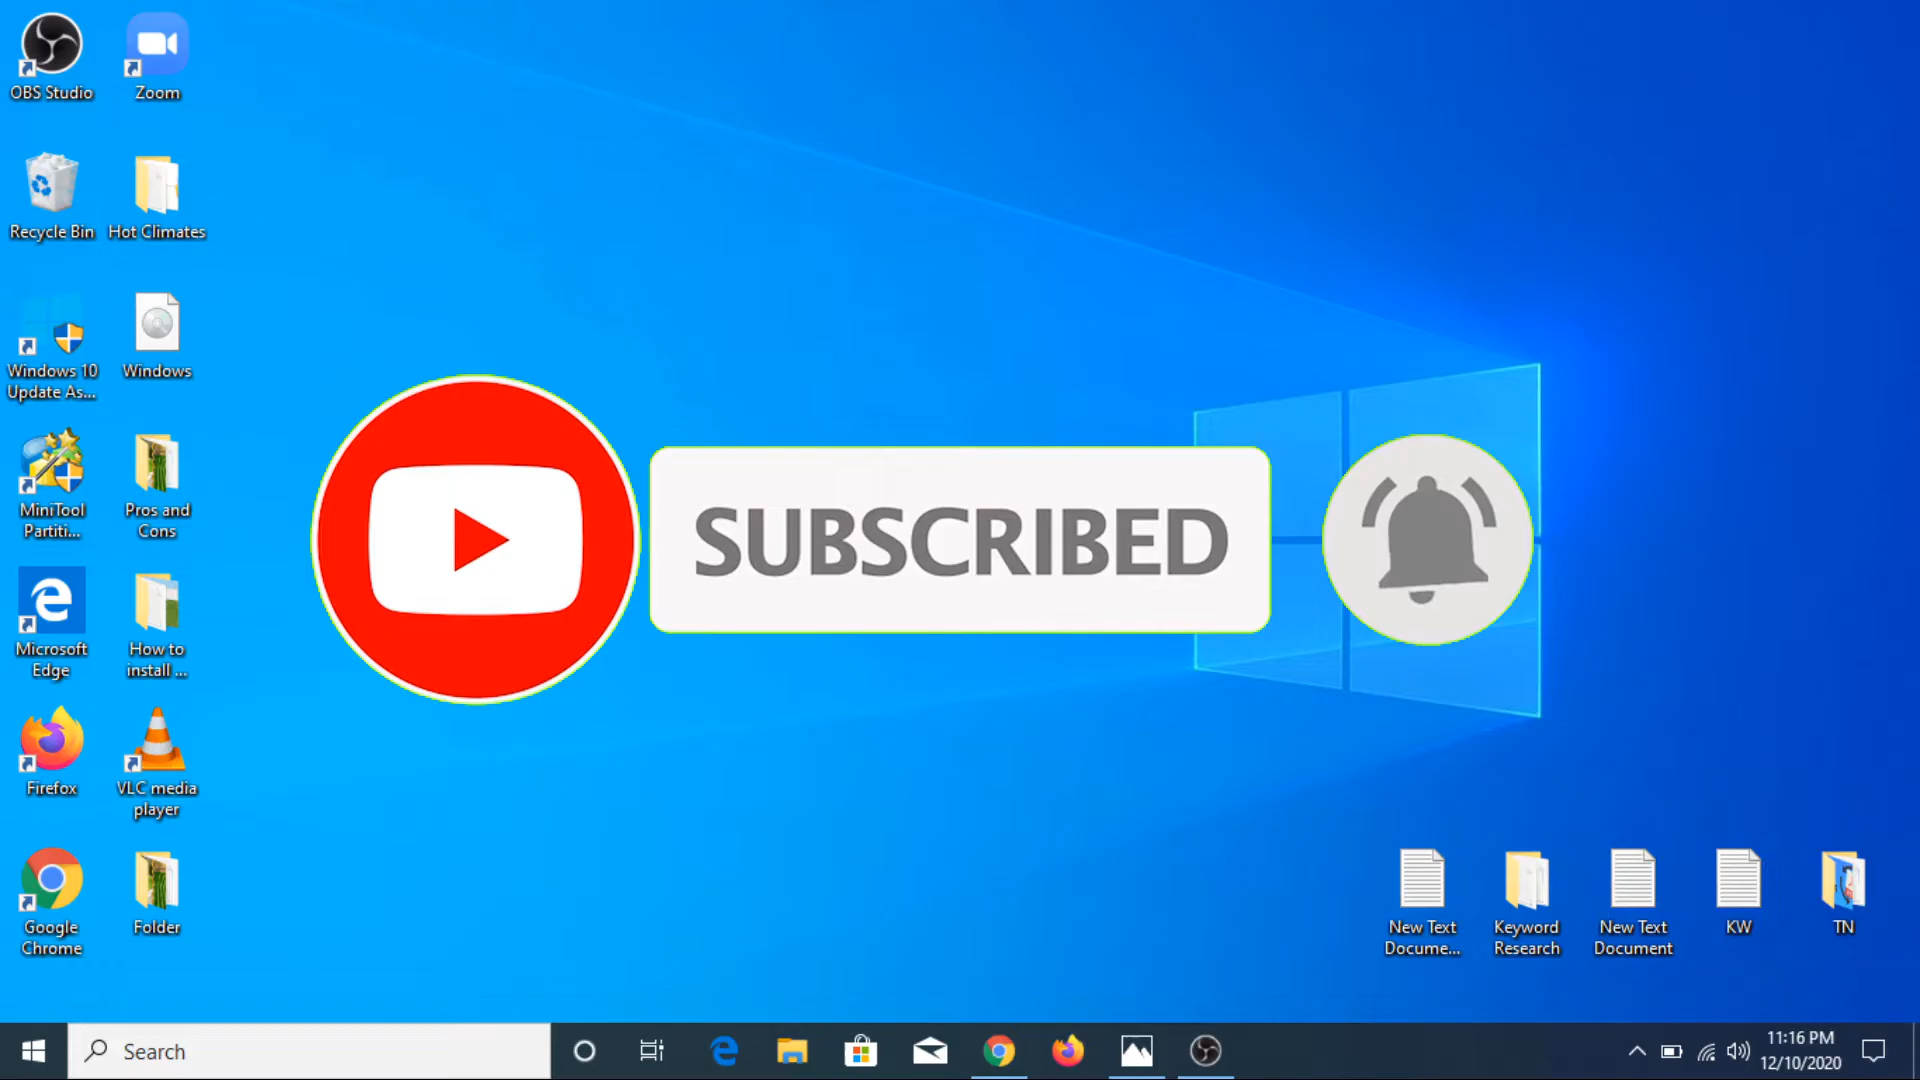 OBS Studio
Zoom
Recycle Bin
Hot Climates
Windows 10
Update As...
Windows
MiniTool
Partiti...
Pros and
Cons
Microsoft
Edge
How to
install ...
Firefox
VLC media
player
Google
Chrome
Folder
SUBSCRIBED
New Text
Docume...
Keyword
Research
New Text
Document
KW
TN
Search
11:16 PM
12/10/2020